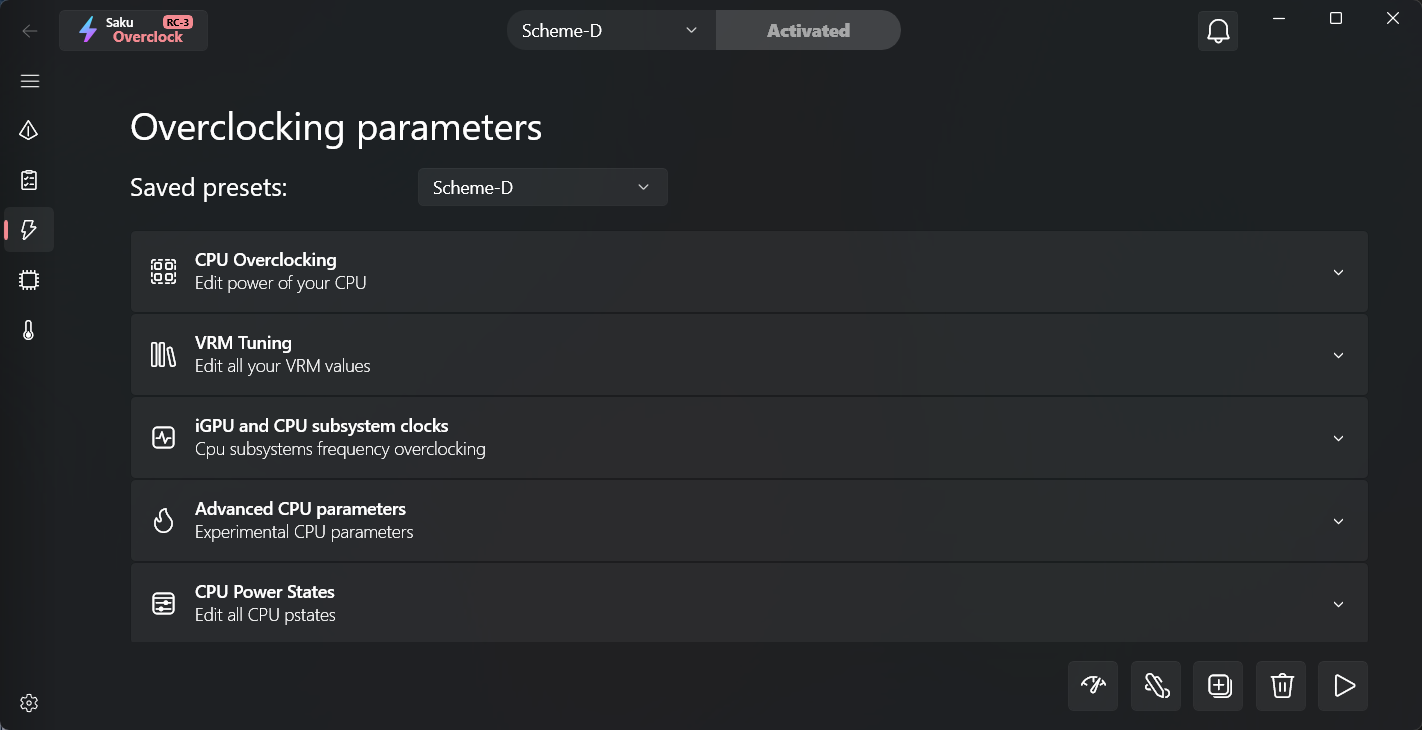 Saku RC-3
Overclock
Scheme-D
Activated
Overclocking parameters
Saved presets:
Scheme-D
CPU Overclocking
Edit power of your CPU
VRM Tuning
Edit all your VRM values
iGPU and CPU subsystem clocks
Cpu subsystems frequency overclocking
Advanced CPU parameters
Experimental CPU parameters
CPU Power States
Edit all CPU pstates